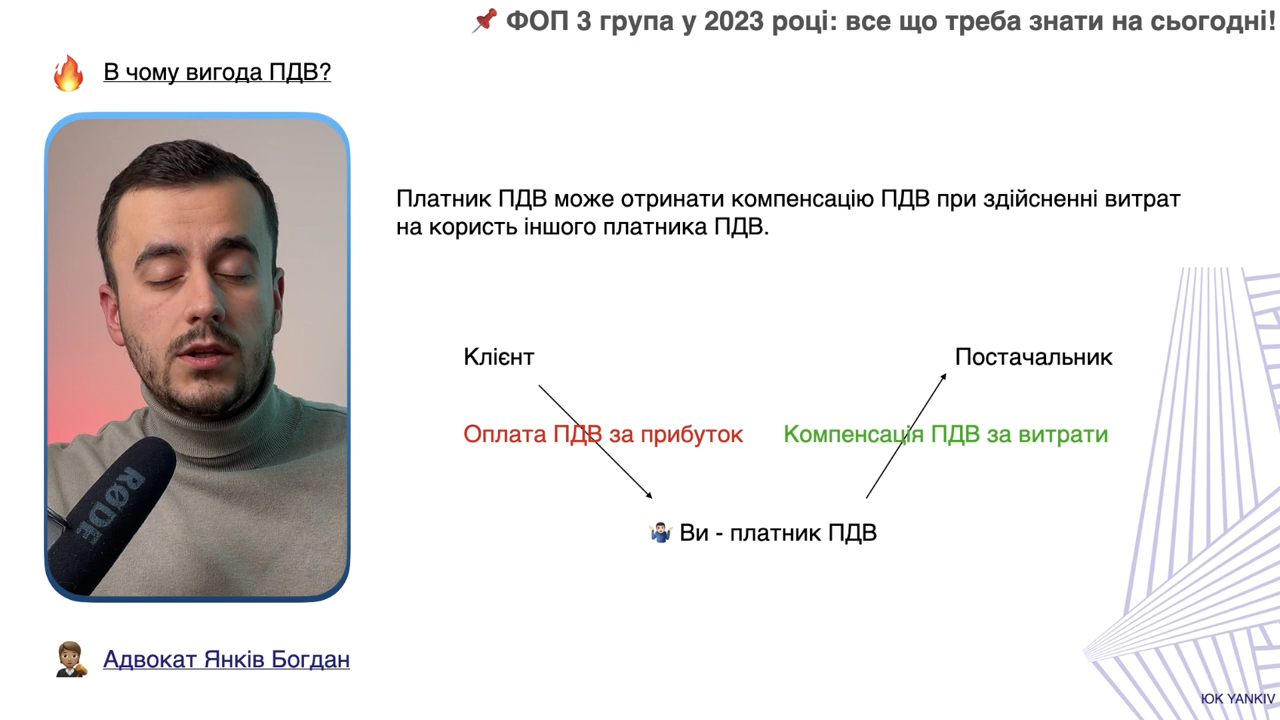 ФОП 3 група у 2023 році: все що треба знати на сьогодні!
В чому вигода ПДВ?
Платник ПДВ може отринати компенсацію ПДВ при здійсненні витрат
на користь іншого платника ПДВ.
Клієнт
Постачальник
Оплата ПДВ за прибуток
Компенсація ПДВ за витрати
Ви - платник ПДВ
RØDE
Адвокат Янків Богдан
ЮК YANKIV